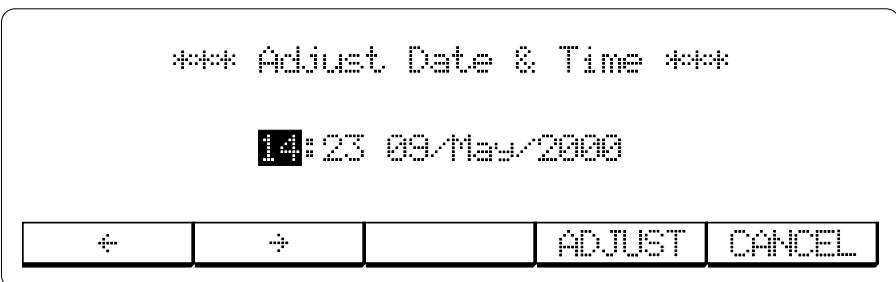 *** Adjust Date & Time ***
14:23 09/May/2000
← → ADJUST CANCEL